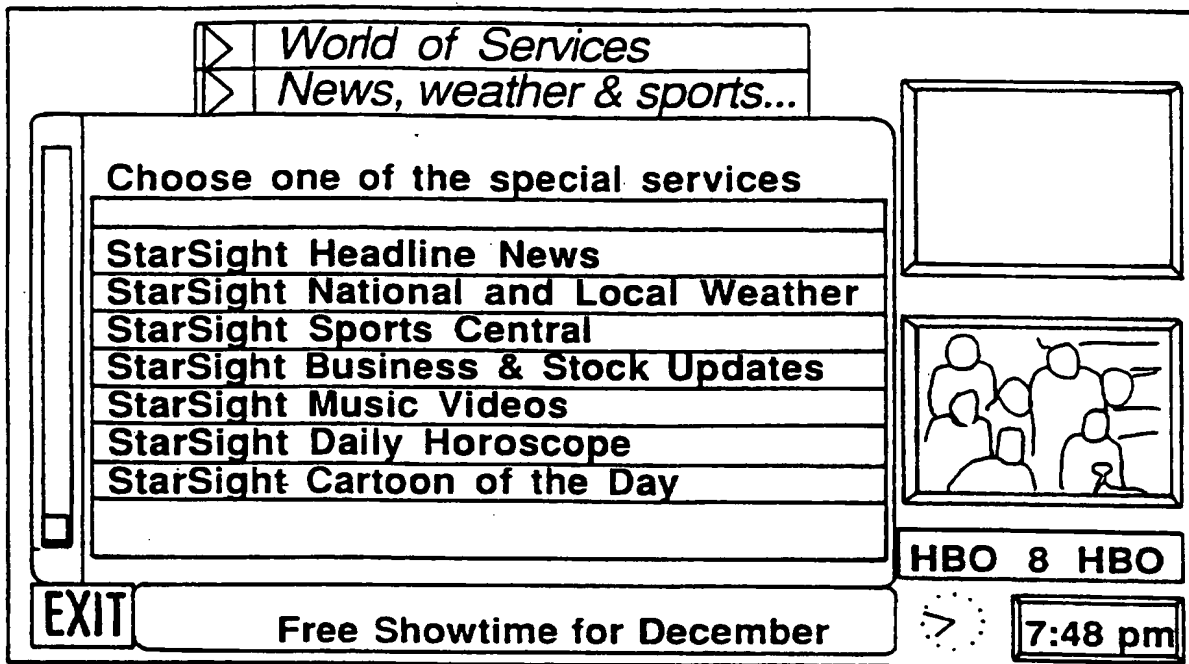 World of Services
News, weather & sports...
Choose one of the special services
StarSight Headline News
StarSight National and Local Weather
StarSight Sports Central
StarSight Business & Stock Updates
StarSight Music Videos
StarSight Daily Horoscope
StarSight Cartoon of the Day
HBO 8 HBO
EXIT
Free Showtime for December
7:48 pm